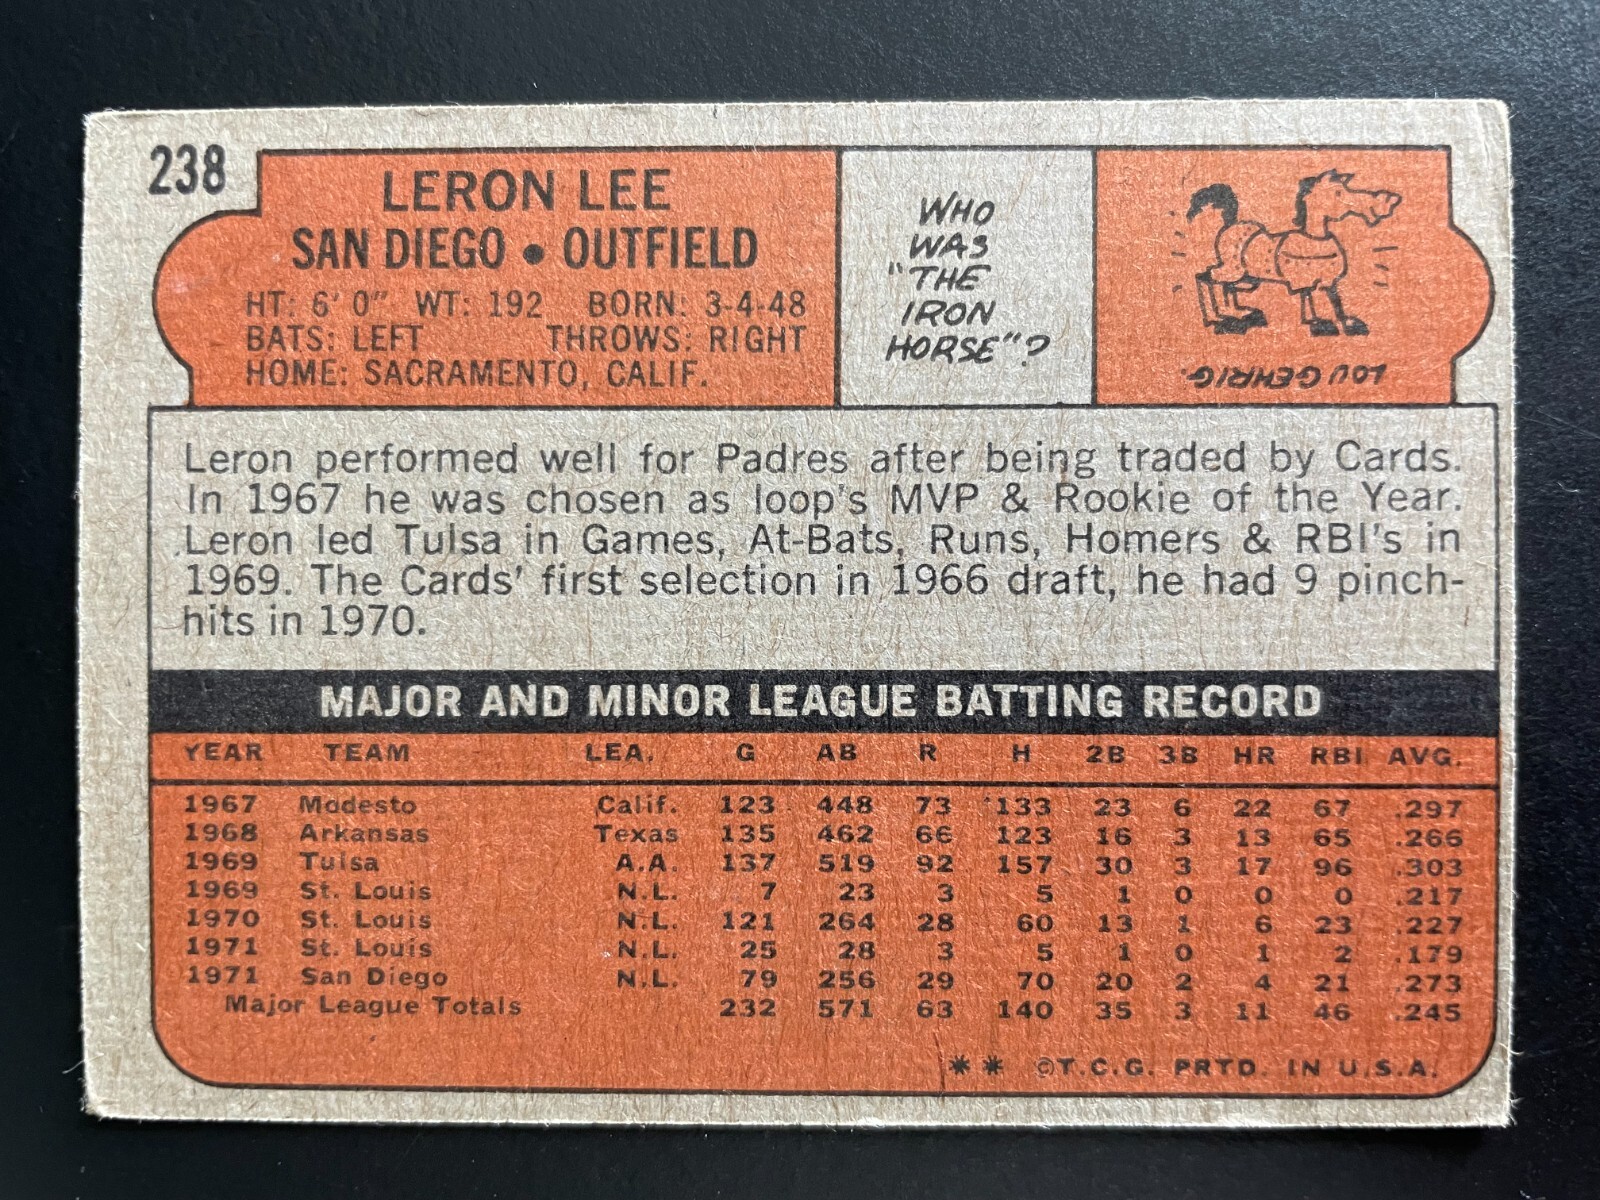 238
LERON LEE
SAN DIEGO • OUTFIELD
HT: 6' 0" WT: 192 BORN: 3-4-48
BATS: LEFT THROWS: RIGHT
HOME: SACRAMENTO, CALIF.
WHO
WAS
"THE
IRON
HORSE"?
LOU GEHRIG.
Leron performed well for Padres after being traded by Cards.
In 1967 he was chosen as loop's MVP & Rookie of the Year.
Leron led Tulsa in Games, At-Bats, Runs, Homers & RBI's in
1969. The Cards' first selection in 1966 draft, he had 9 pinch-
hits in 1970.
MAJOR AND MINOR LEAGUE BATTING RECORD
YEAR TEAM LEA. G AB R H 2B 3B HR RBI AVG.
1967 Modesto Calif. 123 448 73 133 23 6 22 67 .297
1968 Arkansas Texas 135 462 66 123 16 3 13 65 .266
1969 Tulsa A.A. 137 519 92 157 30 3 17 96 .303
1969 St. Louis N.L. 7 23 3 5 1 0 0 0 .217
1970 St. Louis N.L. 121 264 28 60 13 1 6 23 .227
1971 St. Louis N.L. 25 28 3 5 1 0 1 2 .179
1971 San Diego N.L. 79 256 29 70 20 2 4 21 .273
Major League Totals 232 571 63 140 35 3 11 46 .245
** ©T.C.G. PRTD. IN U.S.A.